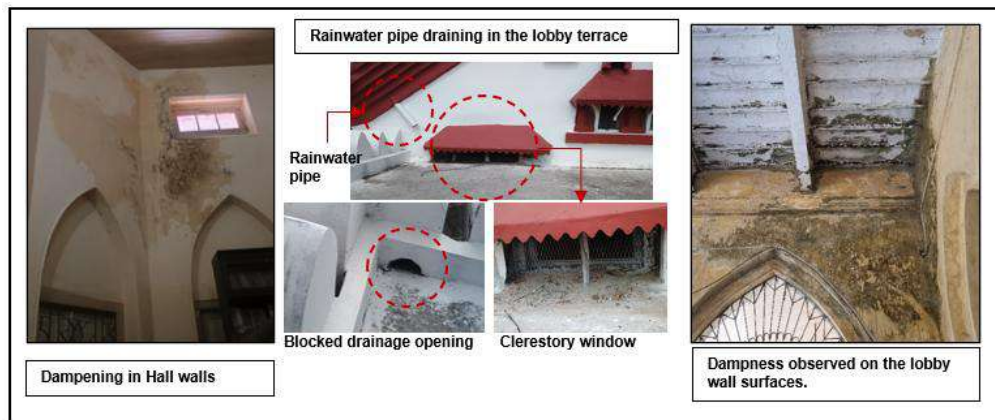 Rainwater pipe draining in the lobby terrace
Rainwater
pipe
Blocked drainage opening
Clerestory window
Dampening in Hall walls
Dampness observed on the lobby
wall surfaces.